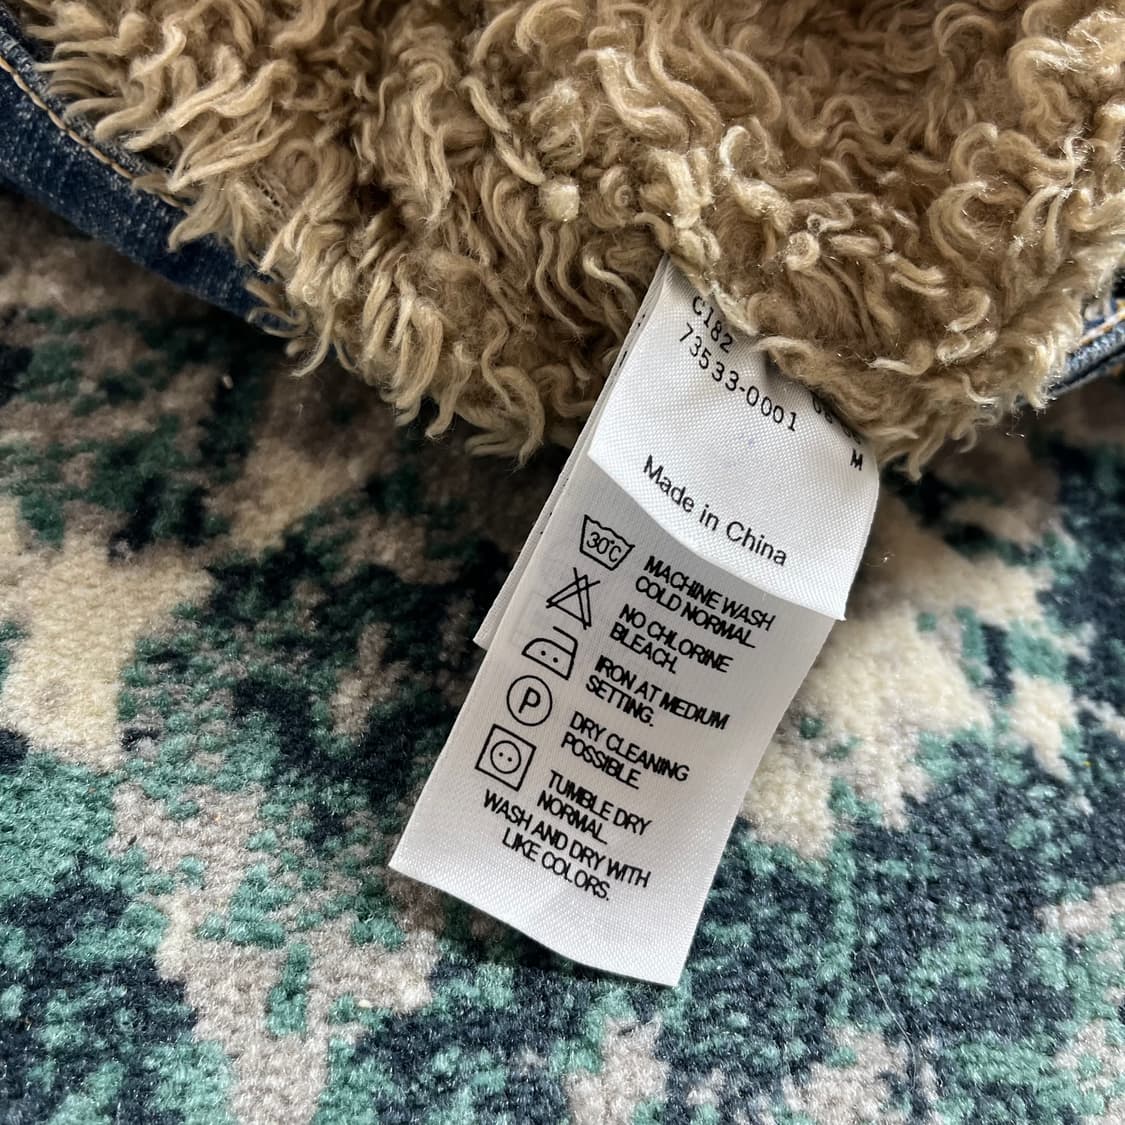 C182
73533-0001
M
Made in China
30°C
MACHINE WASH
COLD NORMAL
NO CHLORINE
BLEACH.
IRON AT MEDIUM
SETTING.
P
DRY CLEANING
POSSIBLE
TUMBLE DRY
NORMAL
WASH AND DRY WITH
LIKE COLORS.